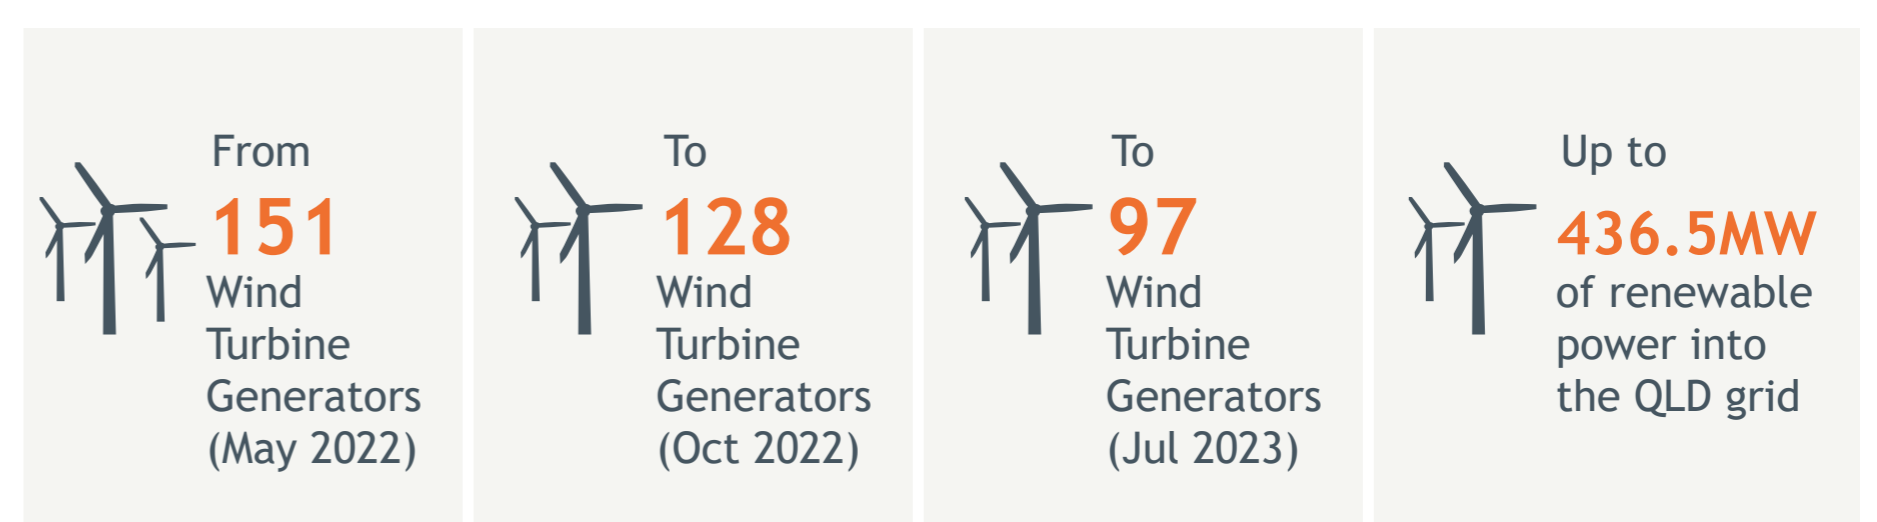 From
151
Wind
Turbine
Generators
(May 2022)
To
128
Wind
Turbine
Generators
(Oct 2022)
To
97
Wind
Turbine
Generators
(Jul 2023)
Up to
436.5MW
of renewable
power into
the QLD grid